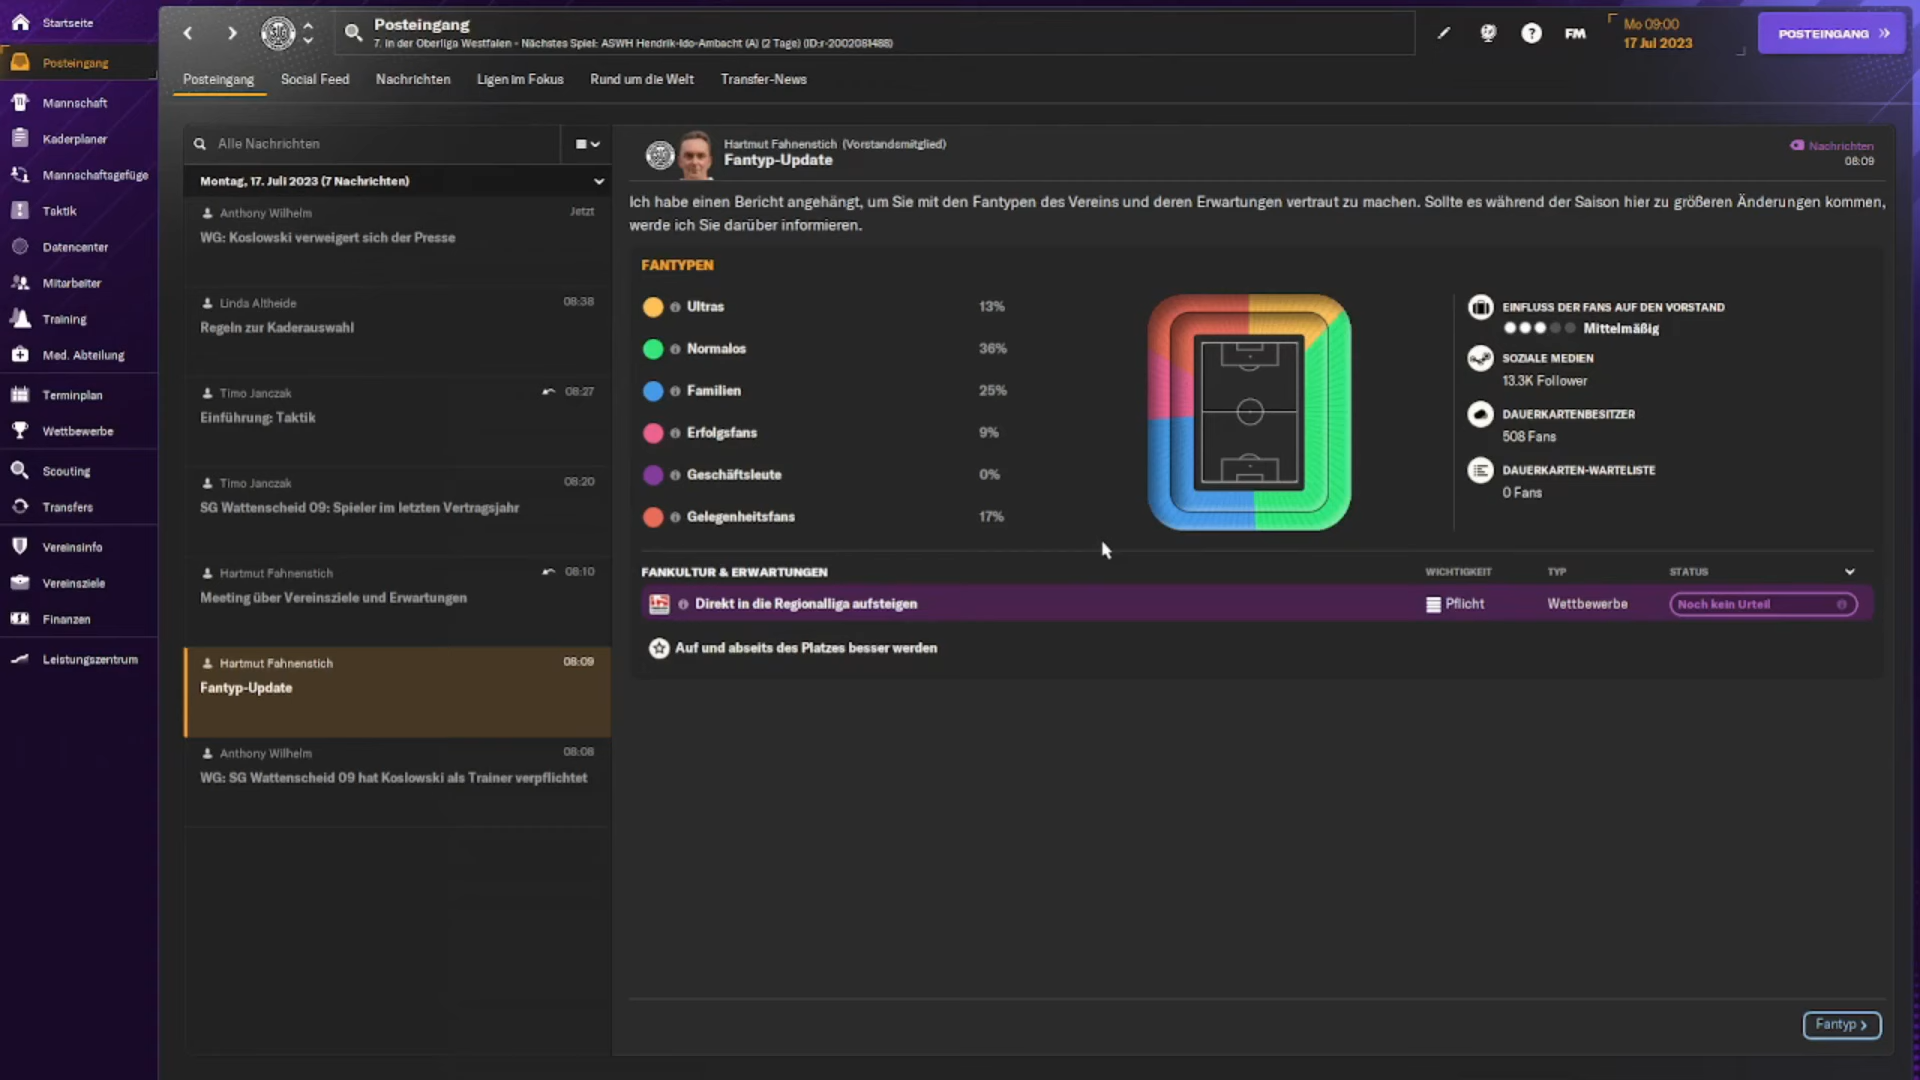 Startseite
Posteingang
Mannschaft
Kaderplaner
Mannschaftsgefüge
Taktik
Datencenter
Mitarbeiter
Training
Med. Abteilung
Terminplan
Wettbewerbe
Scouting
Transfers
Vereinsinfo
Vereinsziele
Finanzen
Leistungszentrum
Posteingang
7. in der Oberliga Westfalen - Nächstes Spiel: ASWH Hendrik-Ido-Ambacht (A) (2 Tage) (ID:r-2002081488)
FM
Mo 09:00
17 Jul 2023
POSTEINGANG
Posteingang Social Feed Nachrichten Ligen im Fokus Rund um die Welt Transfer-News
Alle Nachrichten
Montag, 17. Juli 2023 (7 Nachrichten)
Anthony Wilhelm Jetzt
WG: Koslowski verweigert sich der Presse
Linda Altheide 08:38
Regeln zur Kaderauswahl
Timo Janczak 08:27
Einführung: Taktik
Timo Janczak 08:20
SG Wattenscheid 09: Spieler im letzten Vertragsjahr
Hartmut Fahnenstich 08:10
Meeting über Vereinsziele und Erwartungen
Hartmut Fahnenstich 08:09
Fantyp-Update
Anthony Wilhelm 08:08
WG: SG Wattenscheid 09 hat Koslowski als Trainer verpflichtet
Hartmut Fahnenstich (Vorstandsmitglied)
Fantyp-Update
Nachrichten
08:09
Ich habe einen Bericht angehängt, um Sie mit den Fantypen des Vereins und deren Erwartungen vertraut zu machen. Sollte es während der Saison hier zu größeren Änderungen kommen,
werde ich Sie darüber informieren.
FANTYPEN
Ultras 13%
Normalos 36%
Familien 25%
Erfolgsfans 9%
Geschäftsleute 0%
Gelegenheitsfans 17%
EINFLUSS DER FANS AUF DEN VORSTAND
Mittelmäßig
SOZIALE MEDIEN
13.3K Follower
DAUERKARTENBESITZER
508 Fans
DAUERKARTEN-WARTELISTE
0 Fans
FANKULTUR & ERWARTUNGEN WICHTIGKEIT TYP STATUS
Direkt in die Regionalliga aufsteigen Pflicht Wettbewerbe Noch kein Urteil
Auf und abseits des Platzes besser werden
Fantyp